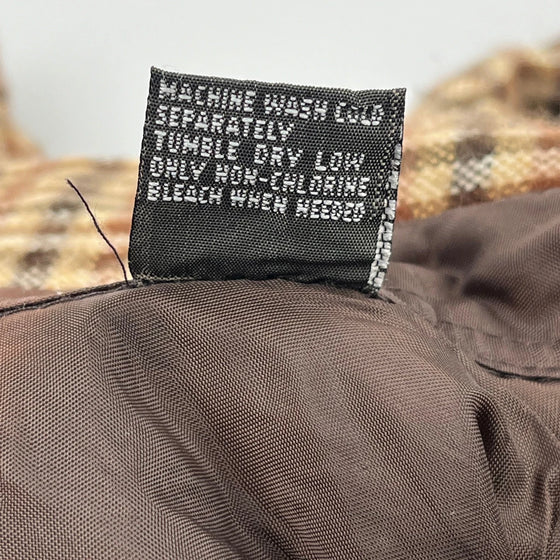 MACHINE WASH COLD
SEPARATELY
TUMBLE DRY LOW
ONLY NON-CHLORINE
BLEACH WHEN NEEDED